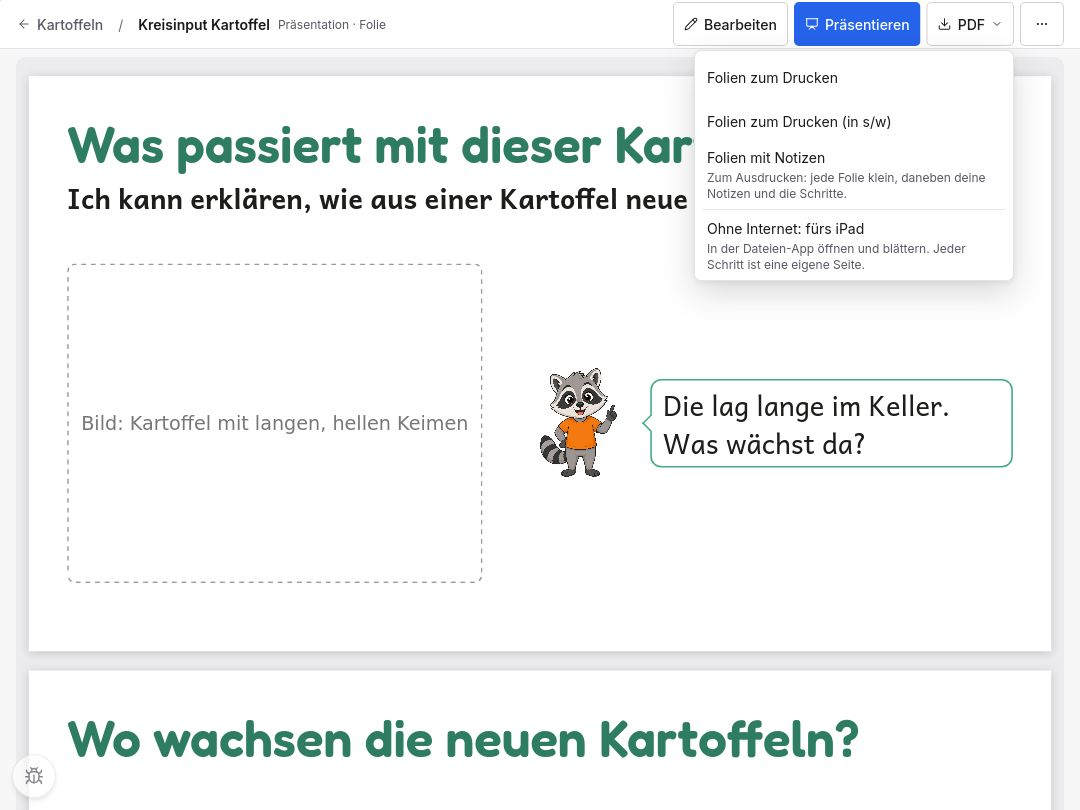 Kartoffeln / Kreisinput Kartoffel Präsentation · Folie
Bearbeiten
Präsentieren
PDF
Folien zum Drucken
Folien zum Drucken (in s/w)
Folien mit Notizen
Zum Ausdrucken: jede Folie klein, daneben deine
Notizen und die Schritte.
Ohne Internet: fürs iPad
In der Dateien-App öffnen und blättern. Jeder
Schritt ist eine eigene Seite.
Was passiert mit dieser Kar
Ich kann erklären, wie aus einer Kartoffel neue
Bild: Kartoffel mit langen, hellen Keimen
Die lag lange im Keller.
Was wächst da?
Wo wachsen die neuen Kartoffeln?